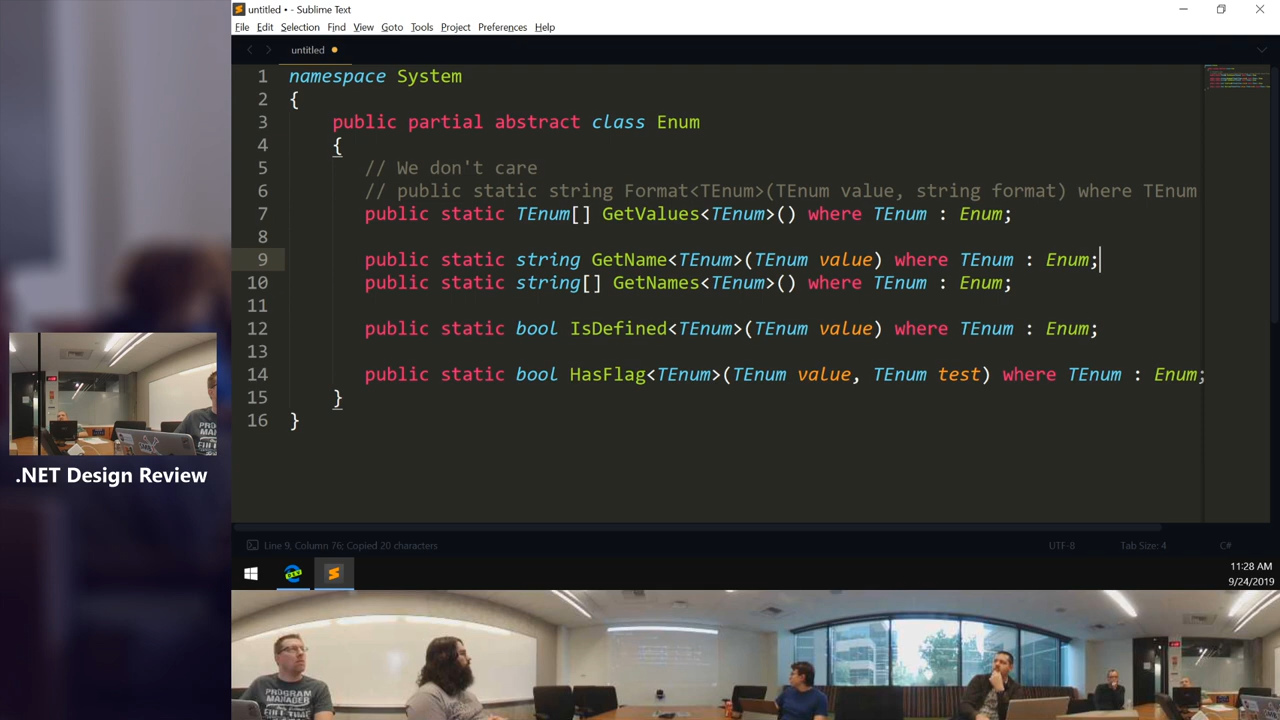 untitled • - Sublime Text
File Edit Selection Find View Goto Tools Project Preferences Help
untitled
1 namespace System
2 {
3 public partial abstract class Enum
4 {
5 // We don't care
6 // public static string Format<TEnum>(TEnum value, string format) where TEnum
7 public static TEnum[] GetValues<TEnum>() where TEnum : Enum;
8
9 public static string GetName<TEnum>(TEnum value) where TEnum : Enum;
10 public static string[] GetNames<TEnum>() where TEnum : Enum;
11
12 public static bool IsDefined<TEnum>(TEnum value) where TEnum : Enum;
13
14 public static bool HasFlag<TEnum>(TEnum value, TEnum test) where TEnum : Enum;
15 }
16 }
.NET Design Review
Line 9, Column 76; Copied 20 characters
UTF-8
Tab Size: 4
C#
DEV
11:28 AM
9/24/2019
PROGRAM
MANAGER